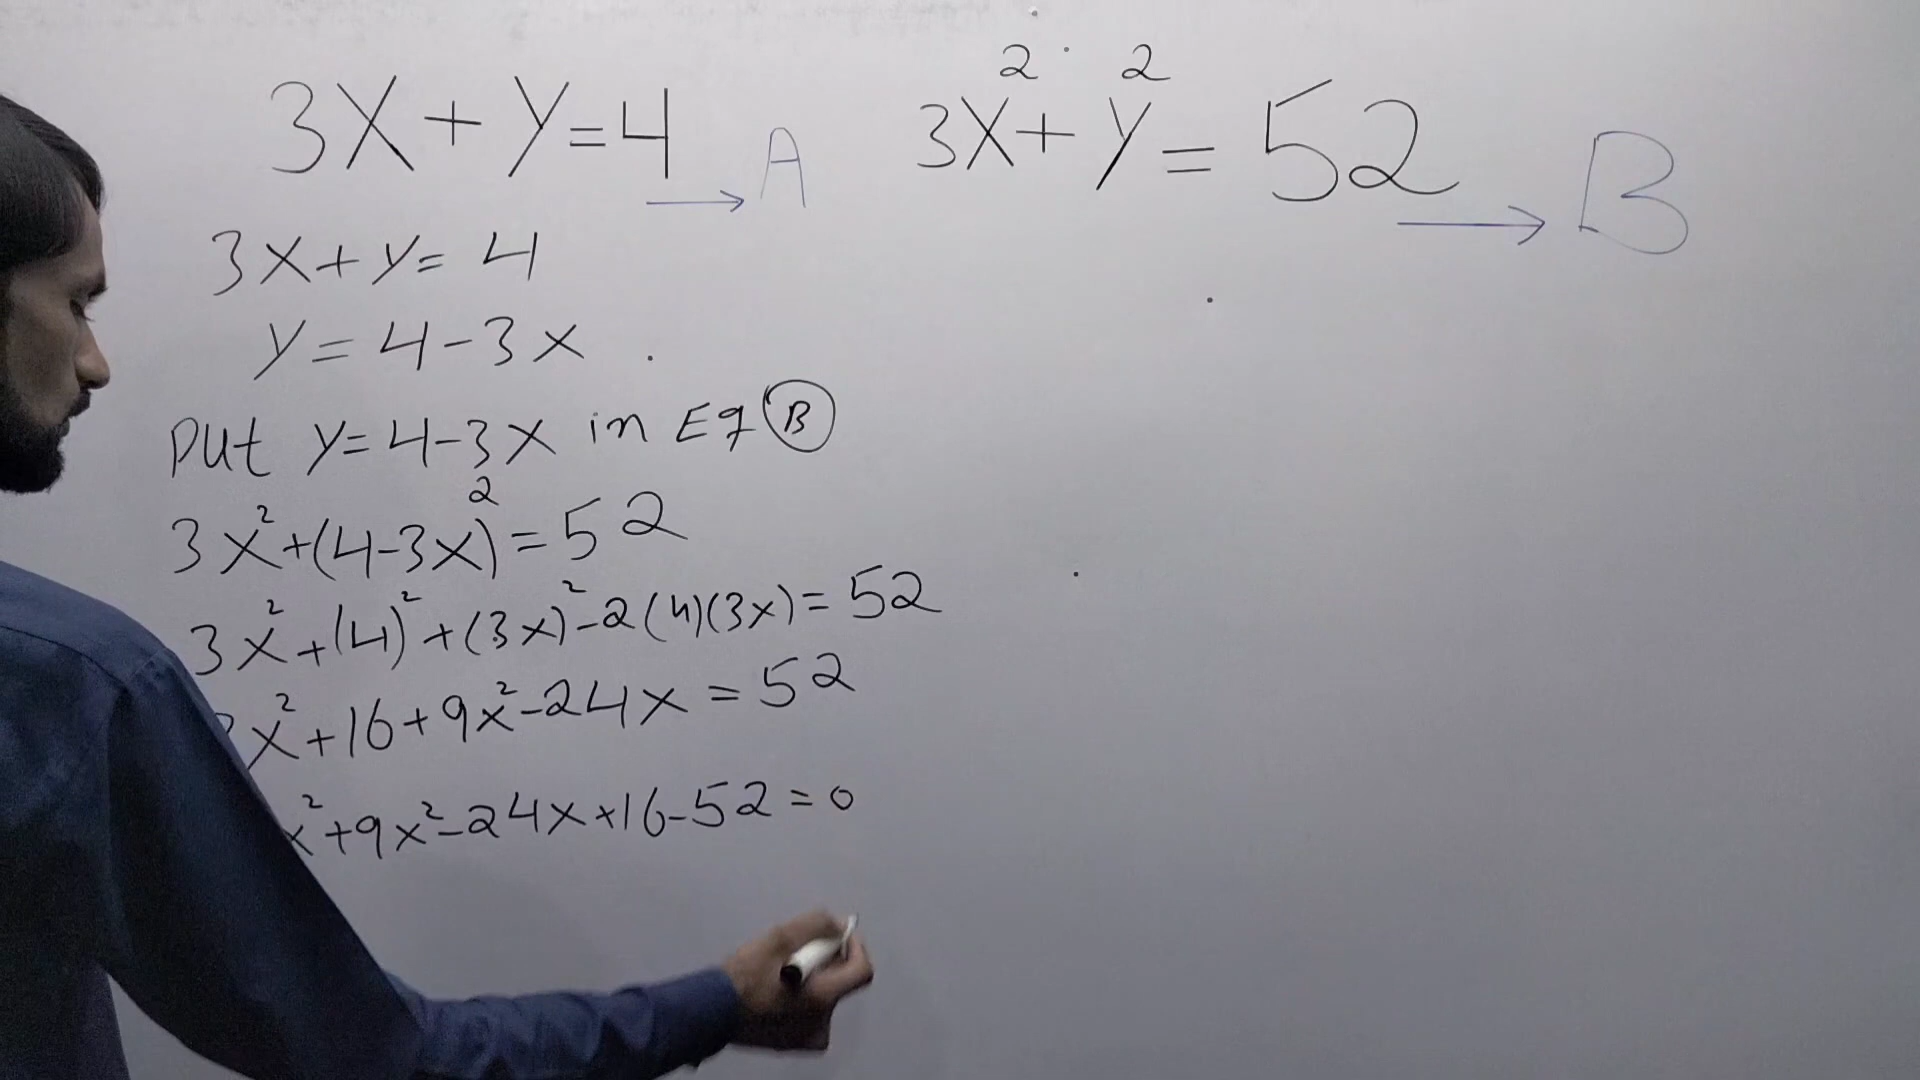 3X + Y = 4 → A
3X² + Y² = 52 → B
3x + y = 4
y = 4 - 3x
Put y = 4 - 3x in Eq B
3x² + (4 - 3x)² = 52
3x² + (4)² + (3x)² - 2(4)(3x) = 52
x² + 16 + 9x² - 24x = 52
x² + 9x² - 24x + 16 - 52 = 0